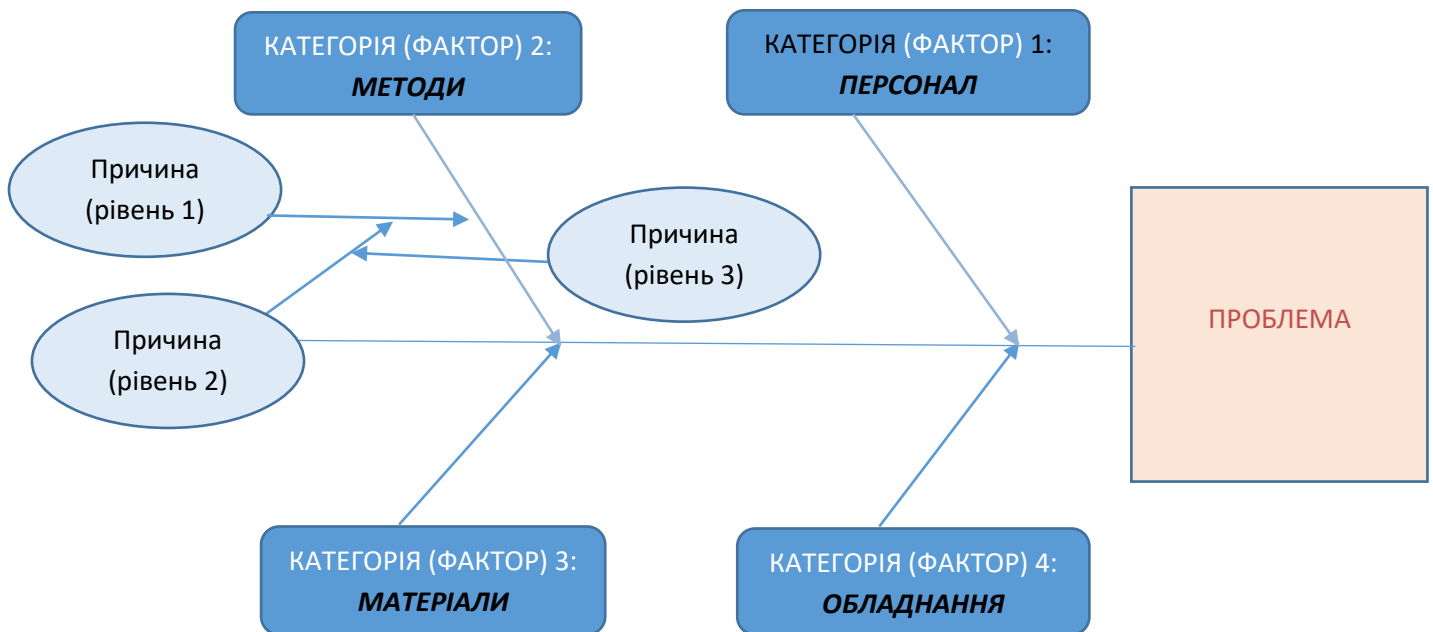 КАТЕГОРІЯ (ФАКТОР) 2:
МЕТОДИ
КАТЕГОРІЯ (ФАКТОР) 1:
ПЕРСОНАЛ
Причина
(рівень 1)
Причина
(рівень 3)
Причина
(рівень 2)
ПРОБЛЕМА
КАТЕГОРІЯ (ФАКТОР) 3:
МАТЕРІАЛИ
КАТЕГОРІЯ (ФАКТОР) 4:
ОБЛАДНАННЯ